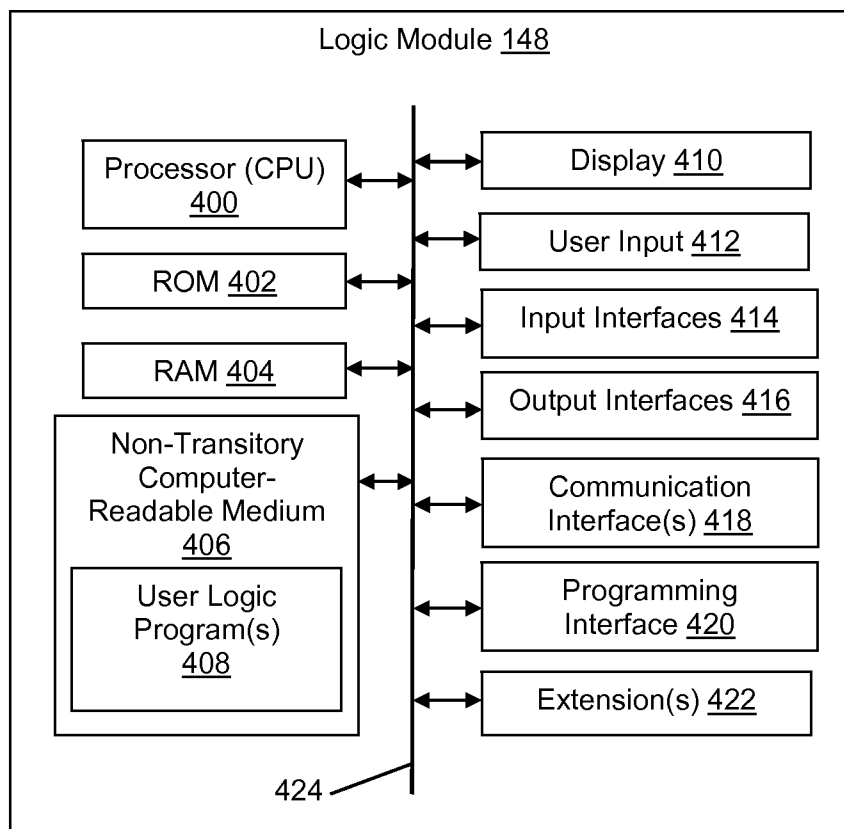 Logic Module 148
Processor (CPU)
400
ROM 402
RAM 404
Non-Transitory
Computer-
Readable Medium
406
User Logic
Program(s)
408
Display 410
User Input 412
Input Interfaces 414
Output Interfaces 416
Communication
Interface(s) 418
Programming
Interface 420
Extension(s) 422
424